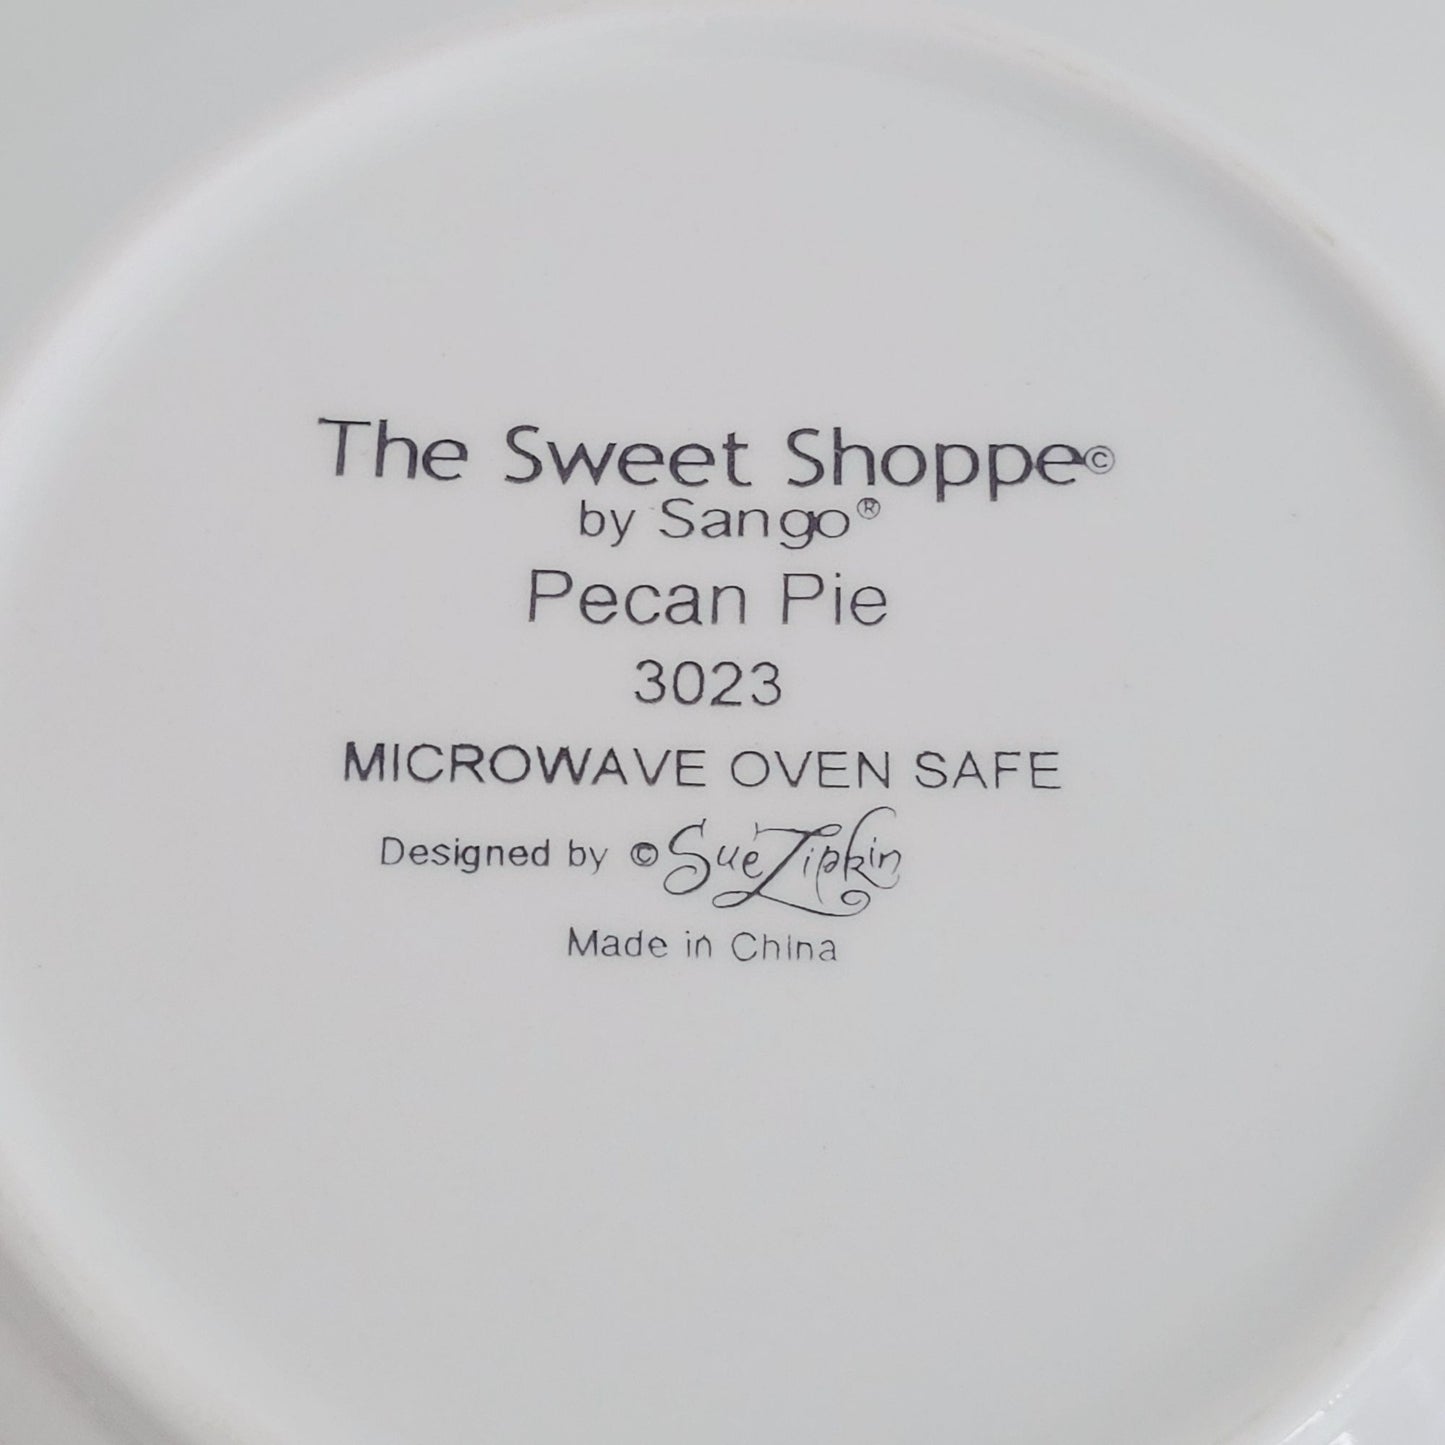 The Sweet Shoppe©
by Sango®
Pecan Pie
3023
MICROWAVE OVEN SAFE
Designed by © Sue Zipkin
Made in China